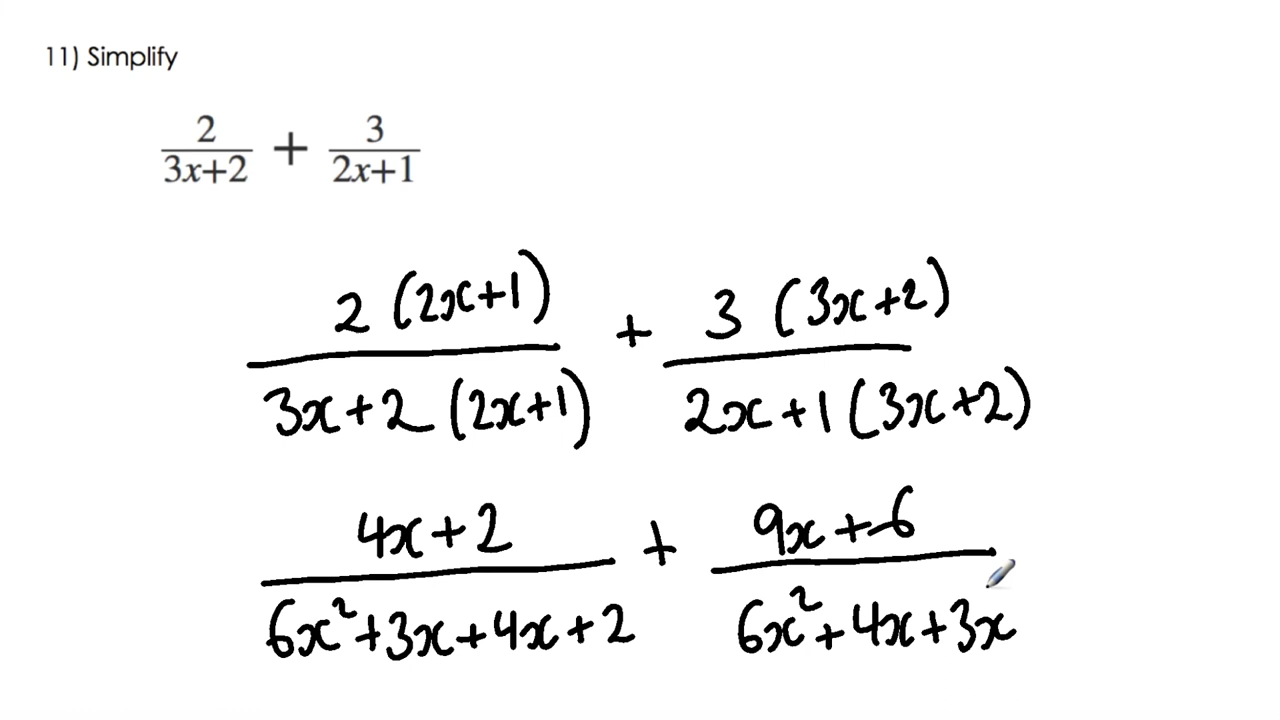 11) Simplify
2/(3x+2) + 3/(2x+1)
2 (2x+1) / 3x+2 (2x+1) + 3 (3x+2) / 2x+1 (3x+2)
4x+2 / 6x²+3x+4x+2 + 9x+6 / 6x²+4x+3x